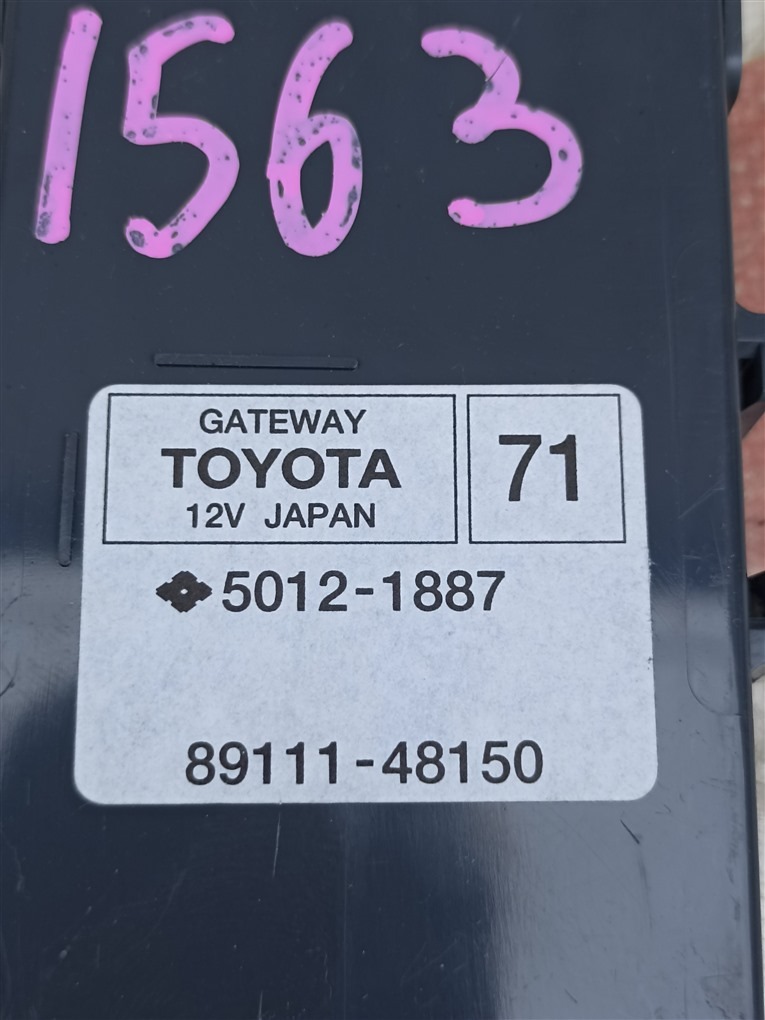 1563
GATEWAY
TOYOTA
12V JAPAN
71
5012-1887
89111-48150